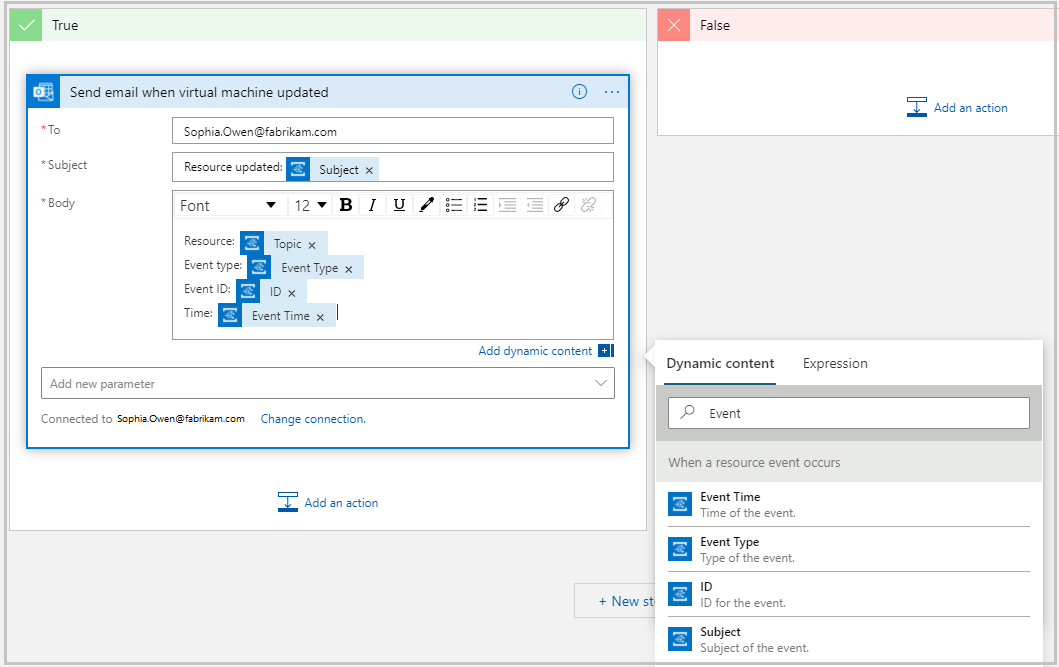 True
False
Send email when virtual machine updated
Add an action
* To
Sophia.Owen@fabrikam.com
* Subject
Resource updated: Subject ×
* Body
Font 12 B I U
Resource: Topic ×
Event type: Event Type ×
Event ID: ID ×
Time: Event Time ×
Add dynamic content
Add new parameter
Connected to Sophia.Owen@fabrikam.com Change connection.
Add an action
+ New st
Dynamic content Expression
Event
When a resource event occurs
Event Time
Time of the event.
Event Type
Type of the event.
ID
ID for the event.
Subject
Subject of the event.